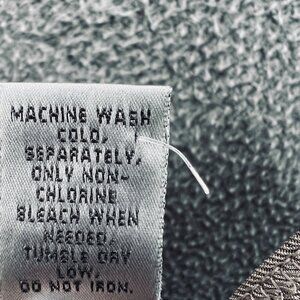 MACHINE WASH
COLD,
SEPARATELY,
ONLY NON-
CHLORINE
BLEACH WHEN
NEEDED,
TUMBLE DRY
LOW,
DO NOT IRON.